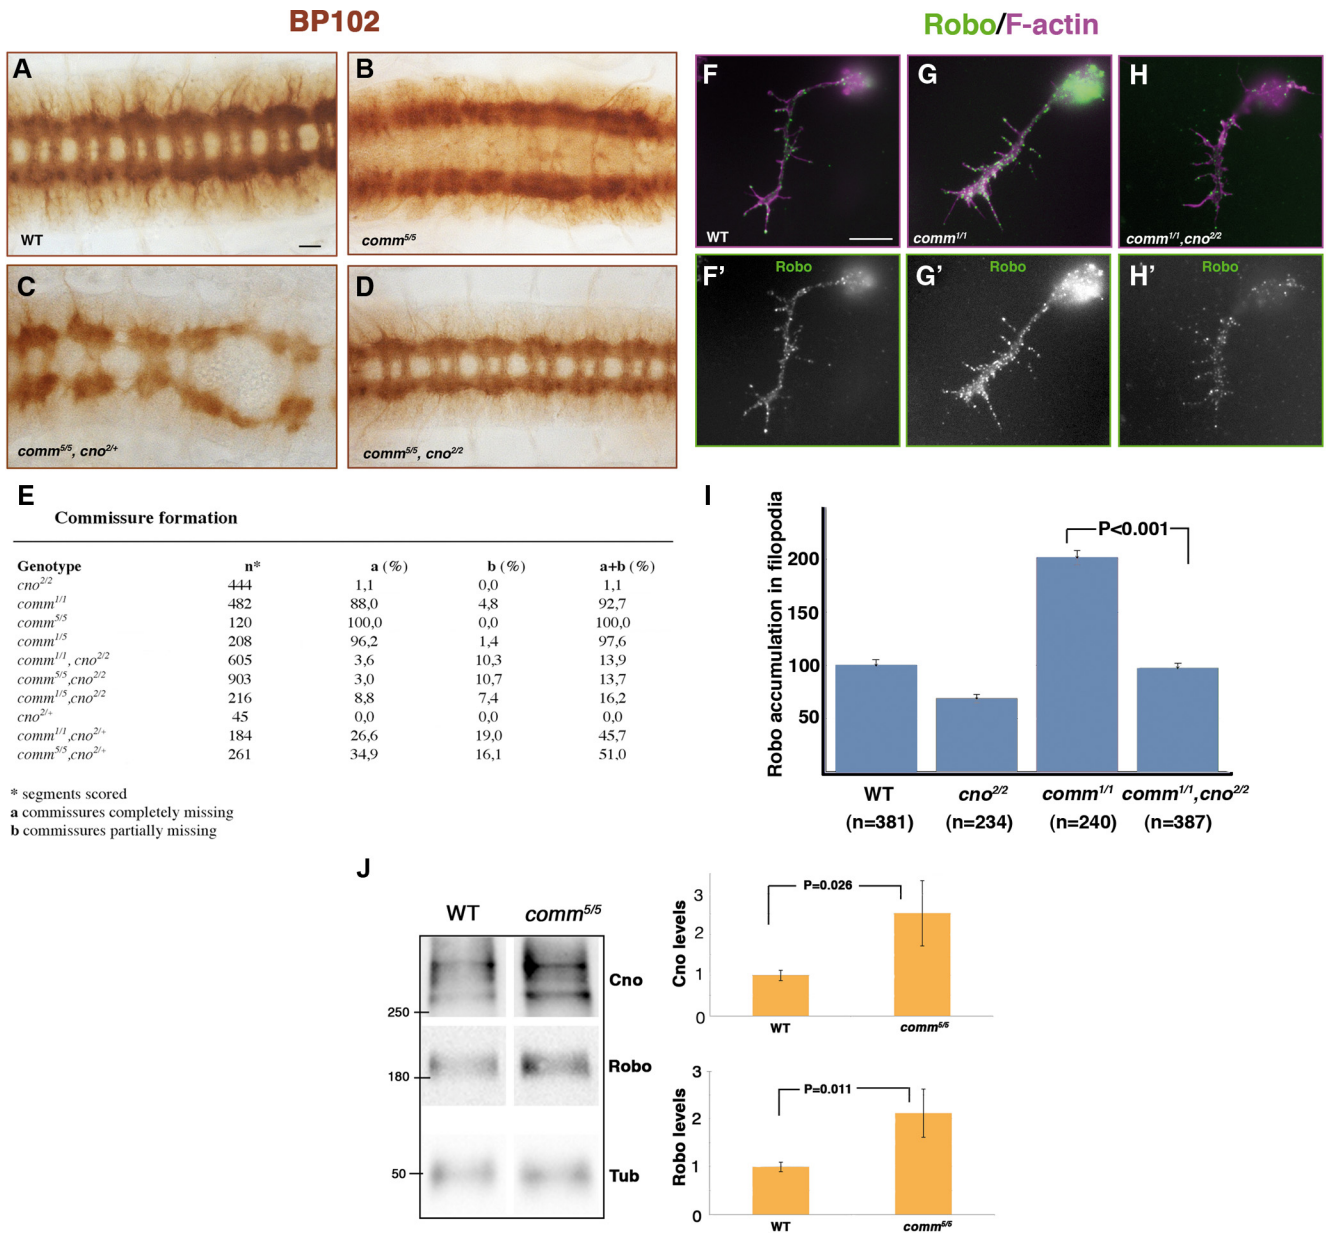 BP102
Robo/F-actin
A
WT
B
comm5/5
C
comm5/5, cno2/+
D
comm5/5, cno2/2
F
WT
G
comm1/1
H
comm1/1,cno2/2
F’
Robo
G’
Robo
H’
Robo
E
Commissure formation
Genotype n* a (%) b (%) a+b (%)
cno2/2 444 1,1 0,0 1,1
comm1/1 482 88,0 4,8 92,7
comm5/5 120 100,0 0,0 100,0
comm1/5 208 96,2 1,4 97,6
comm1/1, cno2/2 605 3,6 10,3 13,9
comm5/5,cno2/2 903 3,0 10,7 13,7
comm1/5,cno2/2 216 8,8 7,4 16,2
cno2/+ 45 0,0 0,0 0,0
comm1/1,cno2/+ 184 26,6 19,0 45,7
comm5/5,cno2/+ 261 34,9 16,1 51,0
* segments scored
a commissures completely missing
b commissures partially missing
I
Robo accumulation in filopodia
200
150
100
50
P<0.001
WT cno2/2 comm1/1 comm1/1,cno2/2
(n=381) (n=234) (n=240) (n=387)
J
WT comm5/5
Cno
250
Robo
180
50
Tub
Cno levels
3
2
1
0
P=0.026
WT comm5/5
Robo levels
3
2
1
0
P=0.011
WT comm5/5